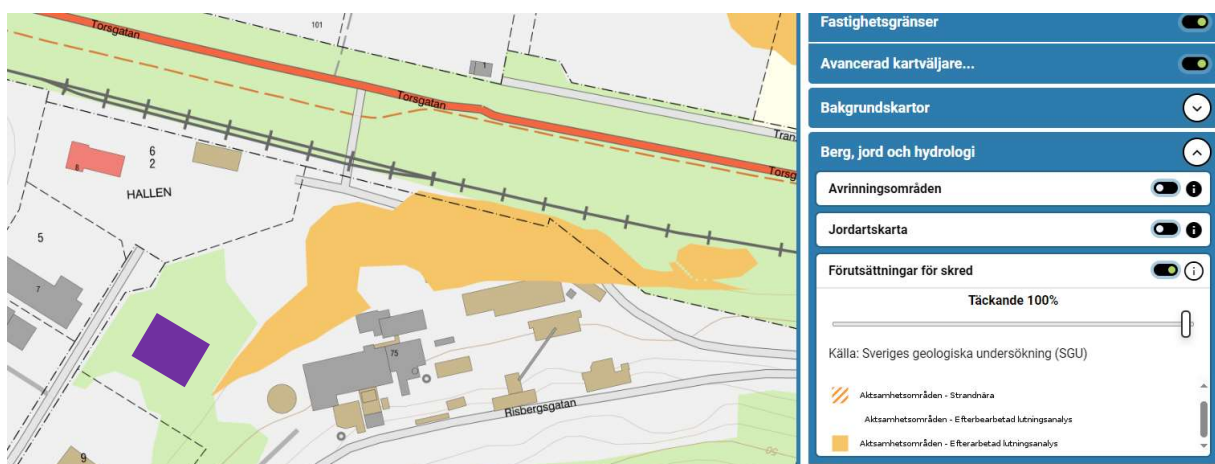 101
Torsgatan
1
Torsgatan
Tran
Torsg
6
2
8
HALLEN
5
7
75
Risbergsgatan
50
9
Fastighetsgränser
Avancerad kartväljare...
Bakgrundskartor
Berg, jord och hydrologi
Avrinningsområden
Jordartskarta
Förutsättningar för skred
Täckande 100%
Källa: Sveriges geologiska undersökning (SGU)
Aktsamhetsområden - Strandnära
Aktsamhetsområden - Efterbearbetad lutningsanalys
Aktsamhetsområden - Efterarbetad lutningsanalys